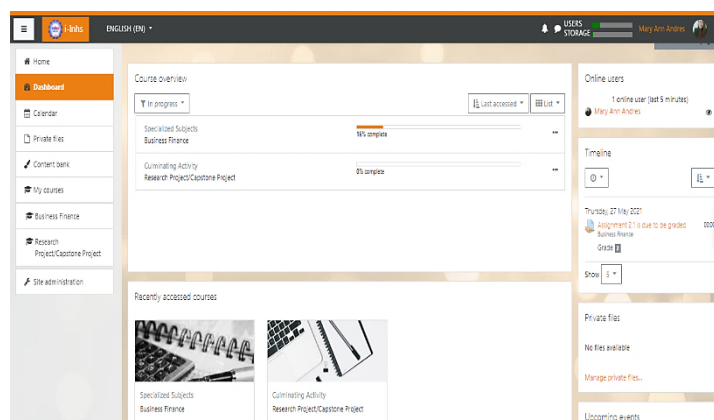 i-lnhs
ENGLISH (EN)
USERS
STORAGE
Mary Ann Andres
Home
Dashboard
Calendar
Private files
Content bank
My courses
Business Finance
Research
Project/Capstone Project
Site administration
Course overview
In progress
Last accessed
List
Specialized Subjects
Business Finance
16% complete
Culminating Activity
Research Project/Capstone Project
0% complete
Recently accessed courses
Specialized Subjects
Business Finance
Culminating Activity
Research Project/Capstone Project
Online users
1 online user (last 5 minutes)
Mary Ann Andres
Timeline
Thursday, 27 May 2021
Assignment 2.1 is due to be graded
00:00
Business Finance
Grade 2
Show 5
Private files
No files available
Manage private files...
Upcoming events